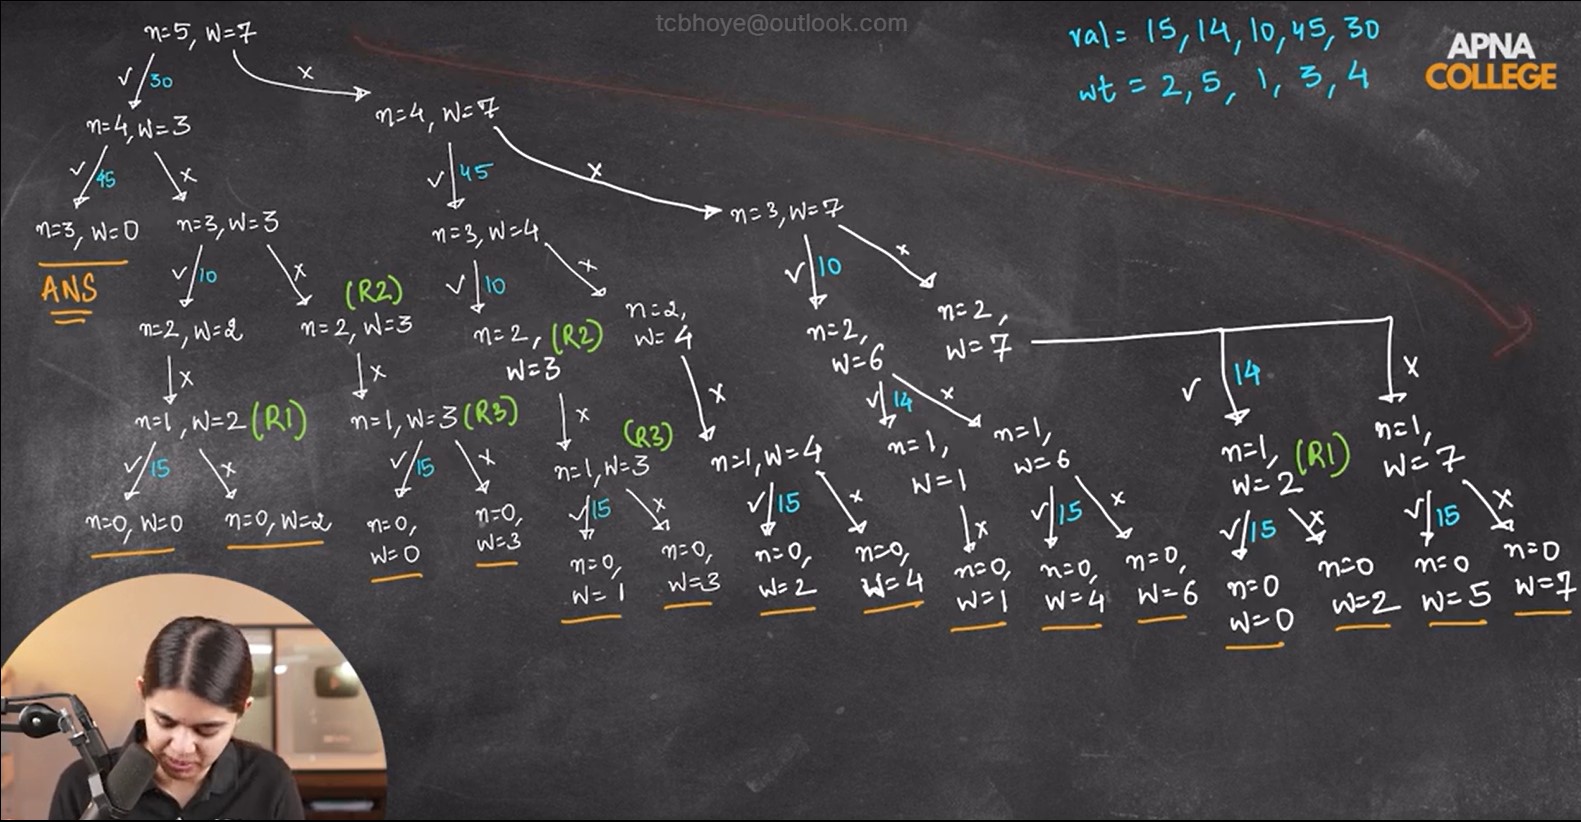 tcbhoye@outlook.com
val = 15, 14, 10, 45, 30
wt = 2, 5, 1, 3, 4
APNA
COLLEGE
n=5, W=7
✓ 30
x
n=4, W=3
n=4, W=7
✓ 45
x
✓ 45
x
n=3, W=0
n=3, W=3
n=3, W=4
n=3, W=7
ANS
✓ 10
x
✓ 10
x
✓ 10
x
n=2, W=2
(R2)
n=2, W=3
n=2, (R2)
W=3
n=2,
W=4
n=2,
W=6
n=2,
W=7
x
x
x
x
✓ 14
x
✓ 14
x
n=1, W=2 (R1)
n=1, W=3 (R3)
(R3)
n=1, W=3
n=1, W=4
n=1,
W=1
n=1,
W=6
n=1, (R1)
W=2
n=1,
W=7
✓ 15
x
✓ 15
x
✓ 15
x
✓ 15
x
x
✓ 15
x
✓ 15
x
✓ 15
x
n=0, W=0
n=0, W=2
n=0,
W=0
n=0,
W=3
n=0,
W=1
n=0,
W=3
n=0,
W=2
n=0,
W=4
n=0,
W=1
n=0,
W=4
n=0,
W=6
n=0
W=0
n=0
W=2
n=0
W=5
n=0
W=7